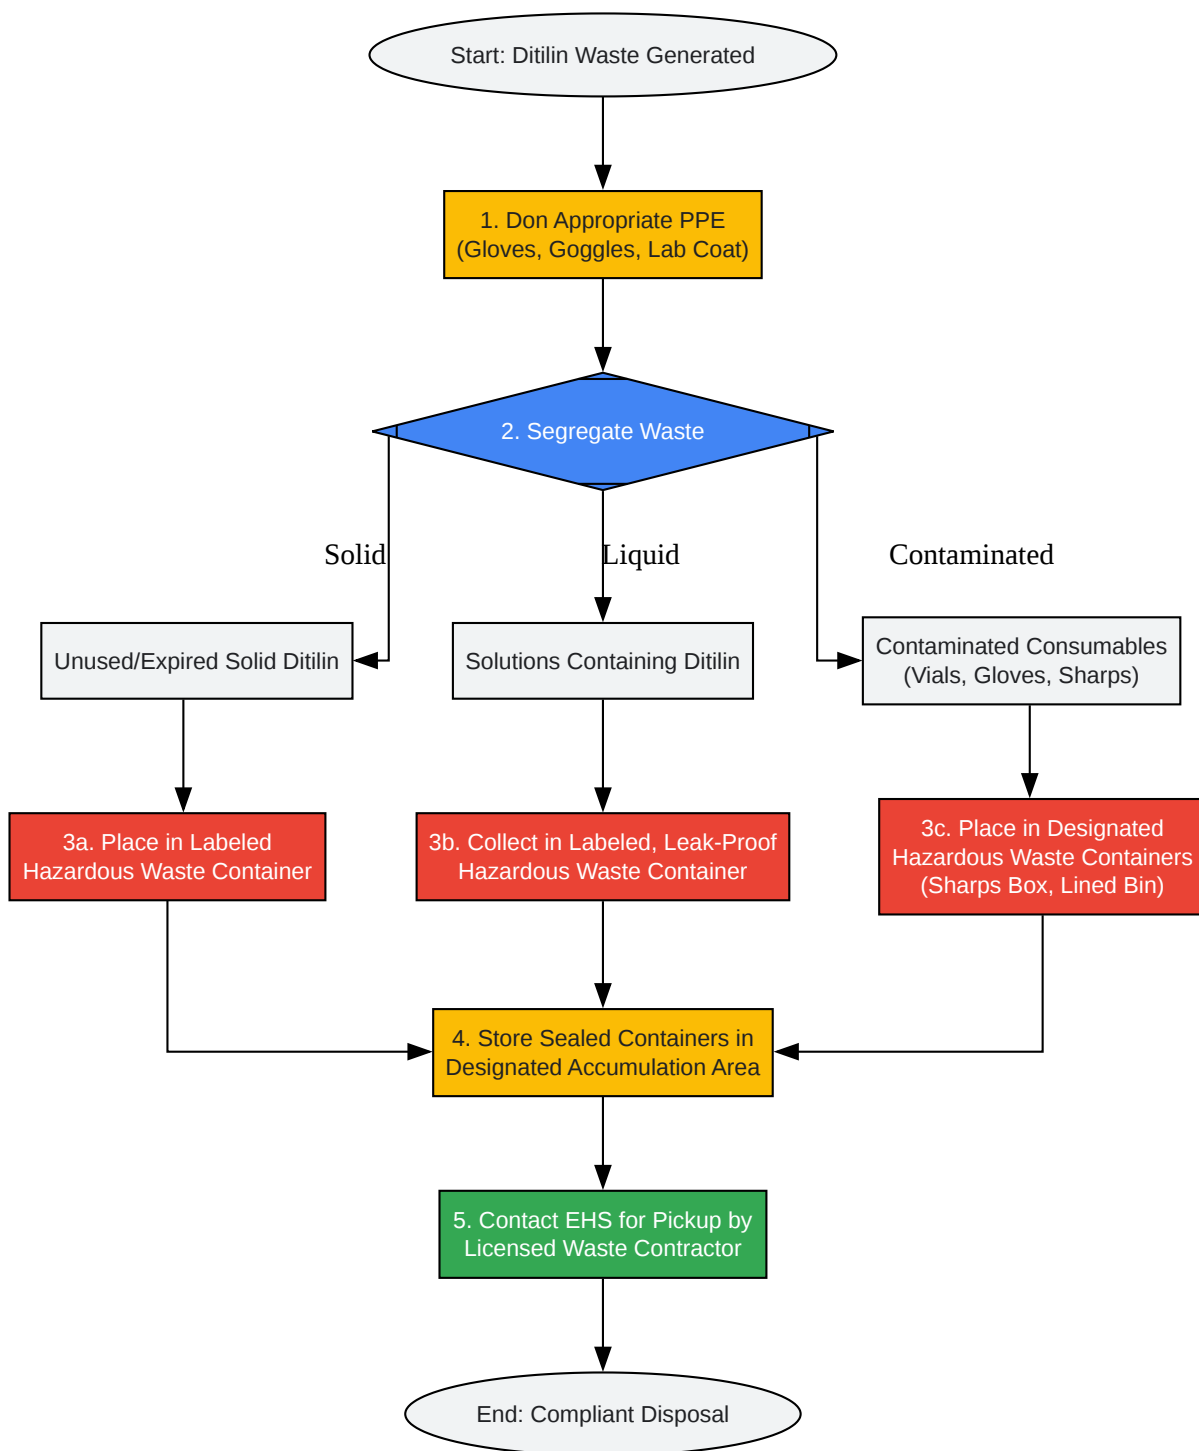 Start: Ditilin Waste Generated
1. Don Appropriate PPE
(Gloves, Goggles, Lab Coat)
2. Segregate Waste
Solid
Liquid
Contaminated
Unused/Expired Solid Ditilin
Solutions Containing Ditilin
Contaminated Consumables
(Vials, Gloves, Sharps)
3a. Place in Labeled
Hazardous Waste Container
3b. Collect in Labeled, Leak-Proof
Hazardous Waste Container
3c. Place in Designated
Hazardous Waste Containers
(Sharps Box, Lined Bin)
4. Store Sealed Containers in
Designated Accumulation Area
5. Contact EHS for Pickup by
Licensed Waste Contractor
End: Compliant Disposal